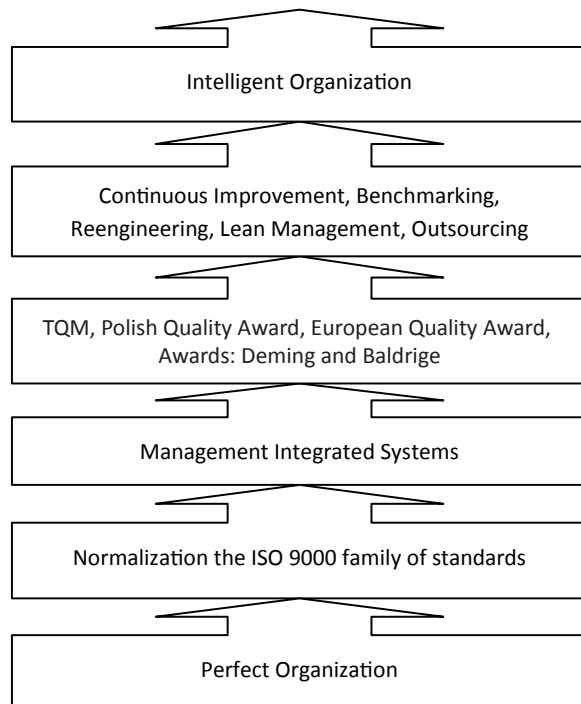 Intelligent Organization
Continuous Improvement, Benchmarking,
Reengineering, Lean Management, Outsourcing
TQM, Polish Quality Award, European Quality Award,
Awards: Deming and Baldrige
Management Integrated Systems
Normalization the ISO 9000 family of standards
Perfect Organization